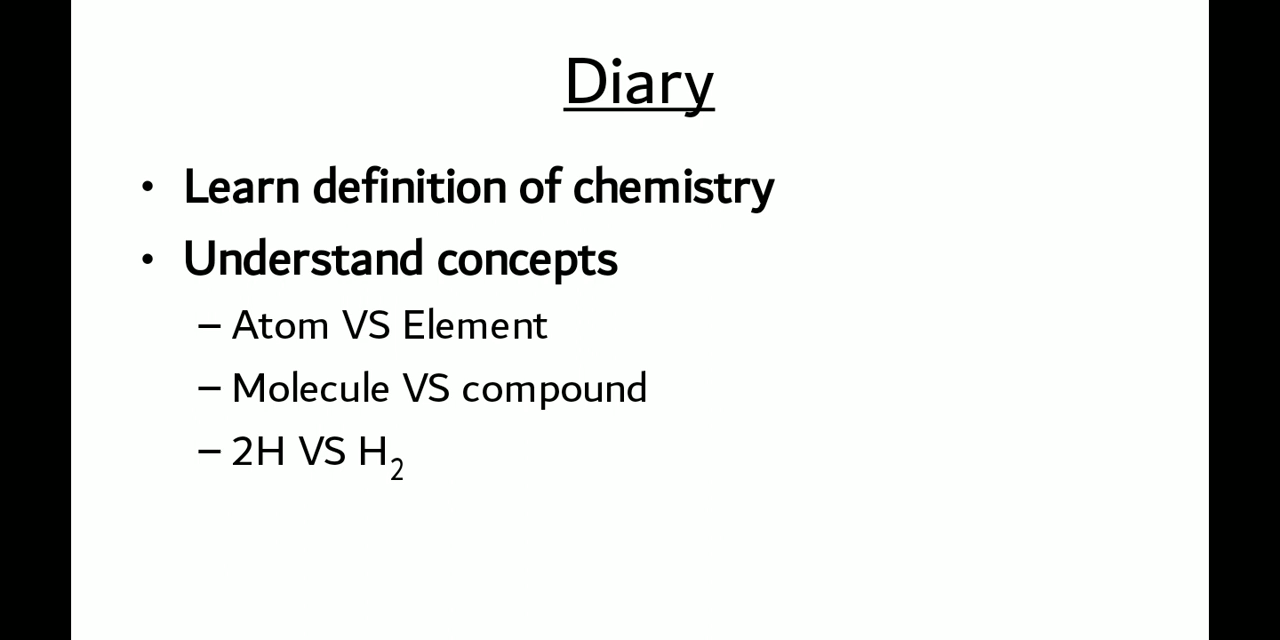 Diary
• Learn definition of chemistry
• Understand concepts
– Atom VS Element
– Molecule VS compound
– 2H VS H₂